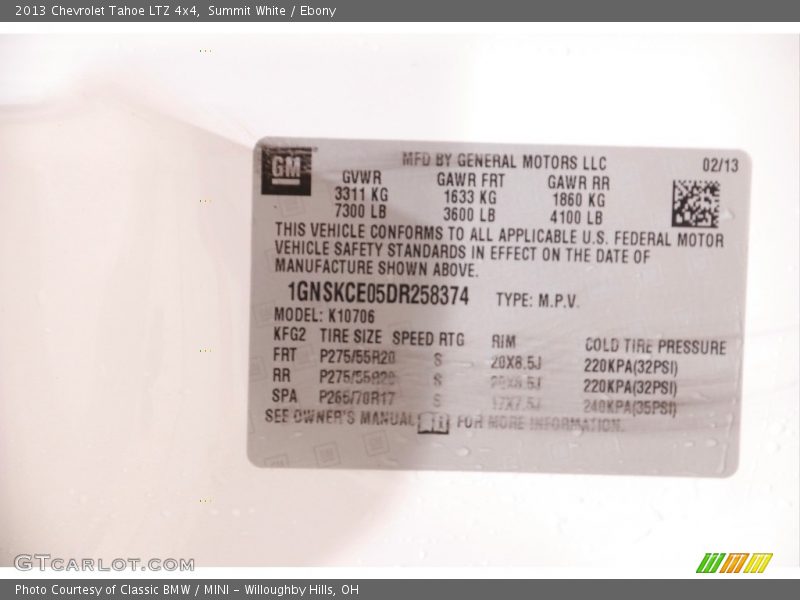 2013 Chevrolet Tahoe LTZ 4x4, Summit White / Ebony
GM
MFD BY GENERAL MOTORS LLC 02/13
GVWR GAWR FRT GAWR RR
3311 KG 1633 KG 1860 KG
7300 LB 3600 LB 4100 LB
THIS VEHICLE CONFORMS TO ALL APPLICABLE U.S. FEDERAL MOTOR
VEHICLE SAFETY STANDARDS IN EFFECT ON THE DATE OF
MANUFACTURE SHOWN ABOVE.
1GNSKCE05DR258374 TYPE: M.P.V.
MODEL: K10706
KFG2 TIRE SIZE SPEED RTG RIM COLD TIRE PRESSURE
FRT P275/55R20 S 20X8.5J 220KPA(32PSI)
RR P275/55R20 S 20X8.5J 220KPA(32PSI)
SPA P265/70R17 S 17X7.5J 240KPA(35PSI)
SEE OWNER'S MANUAL FOR MORE INFORMATION.
GTCARLOT.COM
Photo Courtesy of Classic BMW / MINI - Willoughby Hills, OH